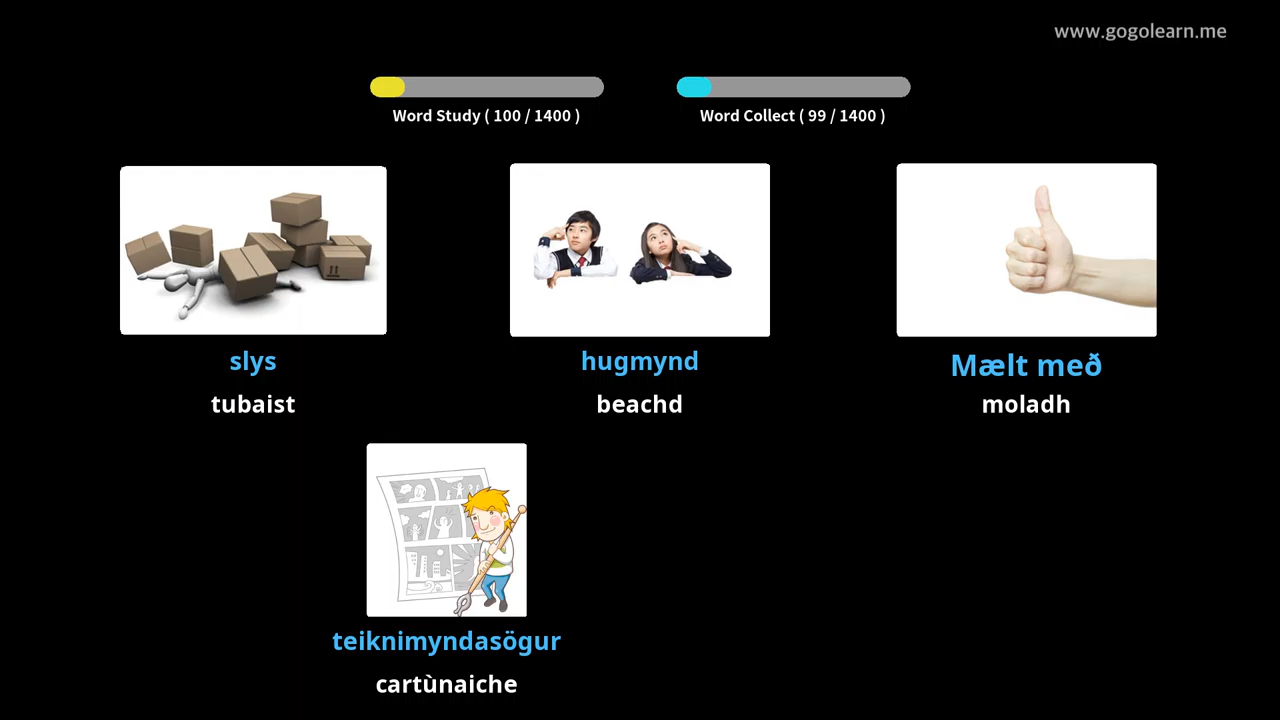 www.gogolearn.me
Word Study ( 100 / 1400 )
Word Collect ( 99 / 1400 )
slys
hugmynd
Mælt með
tubaist
beachd
moladh
teiknimyndasögur
cartùnaiche